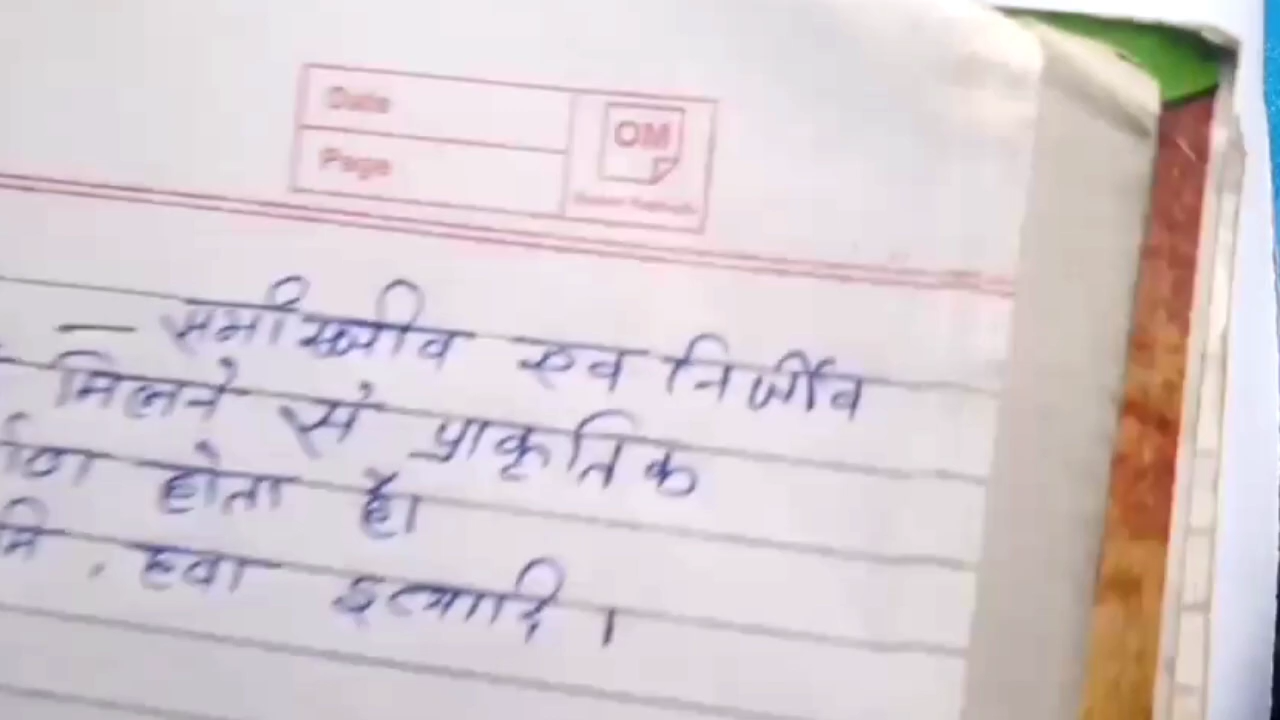 Date
Page
OM
— सभी सजीव एव निर्जीव
मिलने से प्राकृतिक
होता है।
, हवा इत्यादि ।